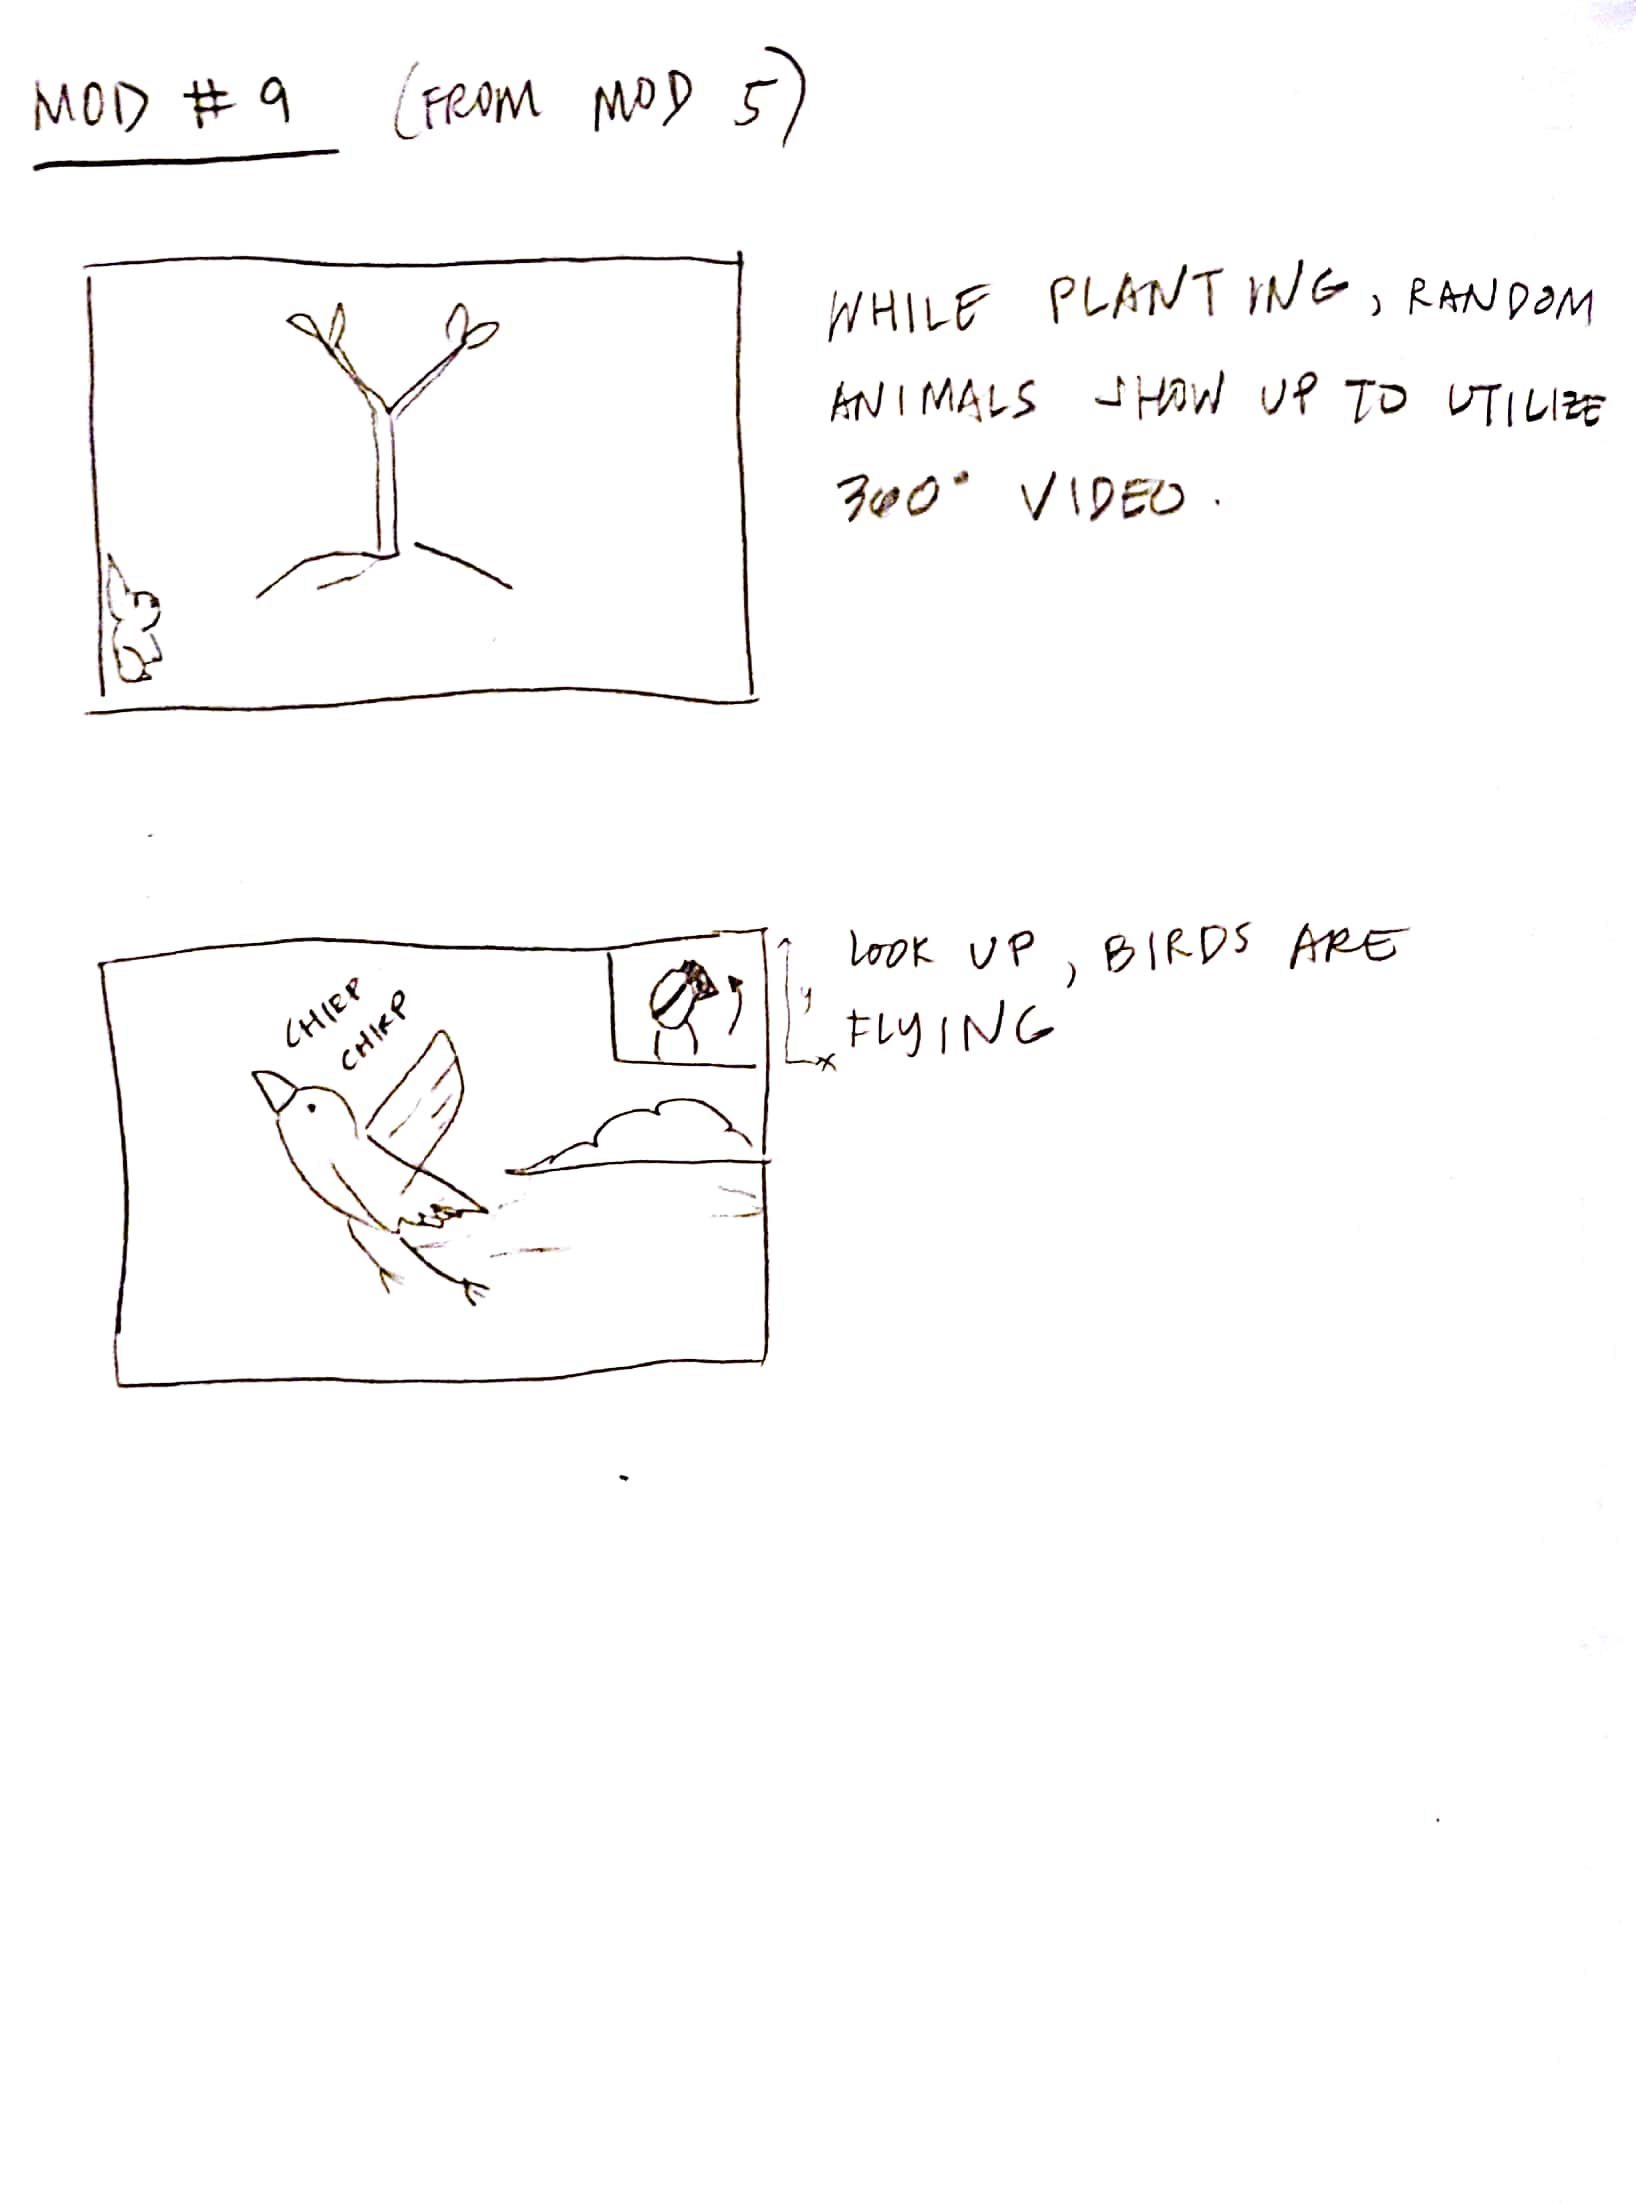 MOD # 9 (FROM MOD 5)
WHILE PLANTING, RANDOM
ANIMALS SHOW UP TO UTILIZE
360° VIDEO.
LOOK UP, BIRDS ARE
FLYING
CHIRP
CHIRP
y
x